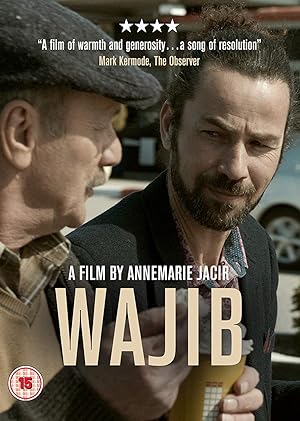 ★★★★
“A film of warmth and generosity...a song of resolution”
Mark Kermode, The Observer
A FILM BY ANNEMARIE JACIR
WAJIB
15